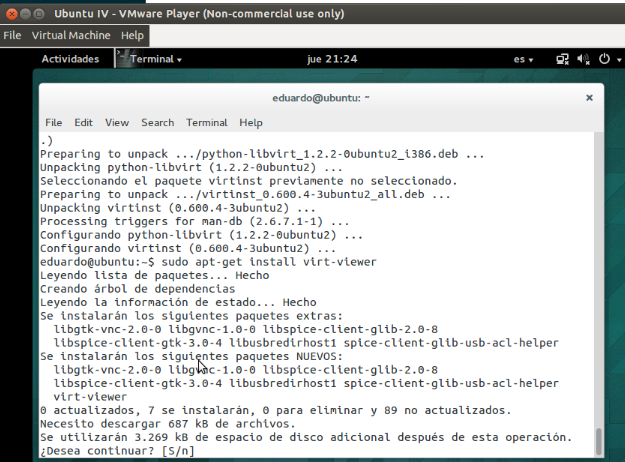 Ubuntu IV - VMware Player (Non-commercial use only)
File Virtual Machine Help
Actividades Terminal jue 21:24 es
eduardo@ubuntu: ~
File Edit View Search Terminal Help
.)
Preparing to unpack .../python-libvirt_1.2.2-0ubuntu2_i386.deb ...
Unpacking python-libvirt (1.2.2-0ubuntu2) ...
Seleccionando el paquete virtinst previamente no seleccionado.
Preparing to unpack .../virtinst_0.600.4-3ubuntu2_all.deb ...
Unpacking virtinst (0.600.4-3ubuntu2) ...
Processing triggers for man-db (2.6.7.1-1) ...
Configurando python-libvirt (1.2.2-0ubuntu2) ...
Configurando virtinst (0.600.4-3ubuntu2) ...
eduardo@ubuntu:~$ sudo apt-get install virt-viewer
Leyendo lista de paquetes... Hecho
Creando árbol de dependencias
Leyendo la información de estado... Hecho
Se instalarán los siguientes paquetes extras:
libgtk-vnc-2.0-0 libgvnc-1.0-0 libspice-client-glib-2.0-8
libspice-client-gtk-3.0-4 libusbredirhost1 spice-client-glib-usb-acl-helper
Se instalarán los siguientes paquetes NUEVOS:
libgtk-vnc-2.0-0 libgvnc-1.0-0 libspice-client-glib-2.0-8
libspice-client-gtk-3.0-4 libusbredirhost1 spice-client-glib-usb-acl-helper
virt-viewer
0 actualizados, 7 se instalarán, 0 para eliminar y 89 no actualizados.
Necesito descargar 687 kB de archivos.
Se utilizarán 3.269 kB de espacio de disco adicional después de esta operación.
¿Desea continuar? [S/n]